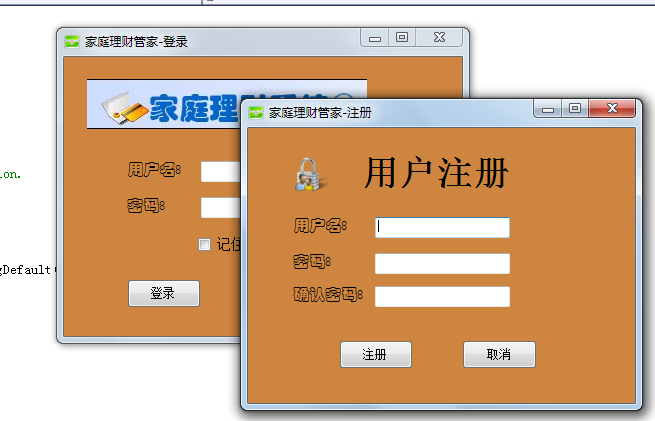 家庭理财管家-登录
家庭理财
用户名:
密码:
记住
登录
ion.
gDefault
家庭理财管家-注册
用户注册
用户名:
密码:
确认密码:
注册
取消